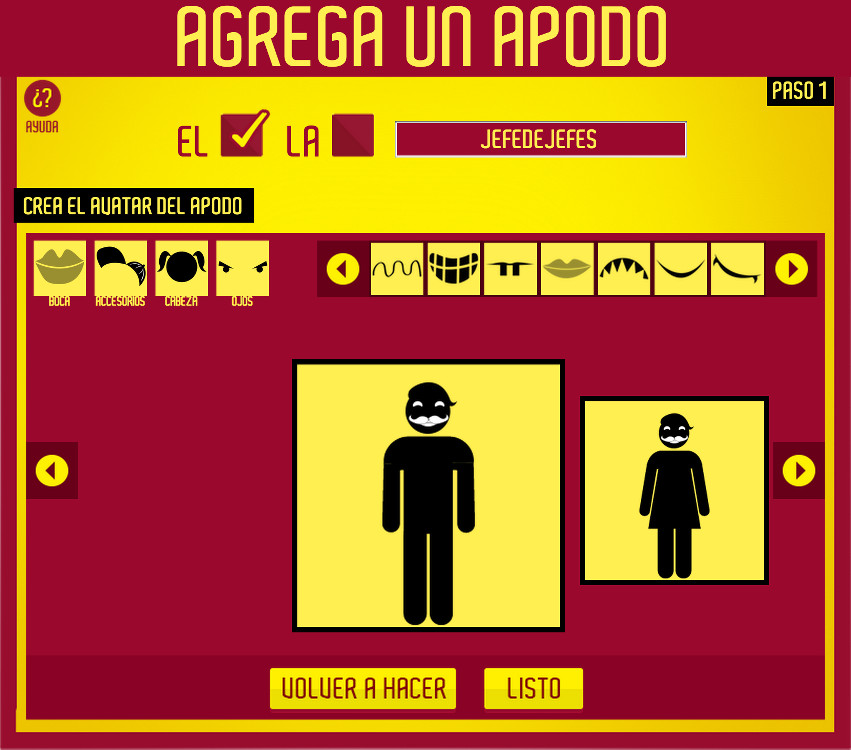 AGREGA UN APODO
¿?
AYUDA
PASO 1
EL LA JEFEDEJEFES
CREA EL AVATAR DEL APODO
BOCA ACCESORIOS CABEZA OJOS
VOLVER A HACER LISTO